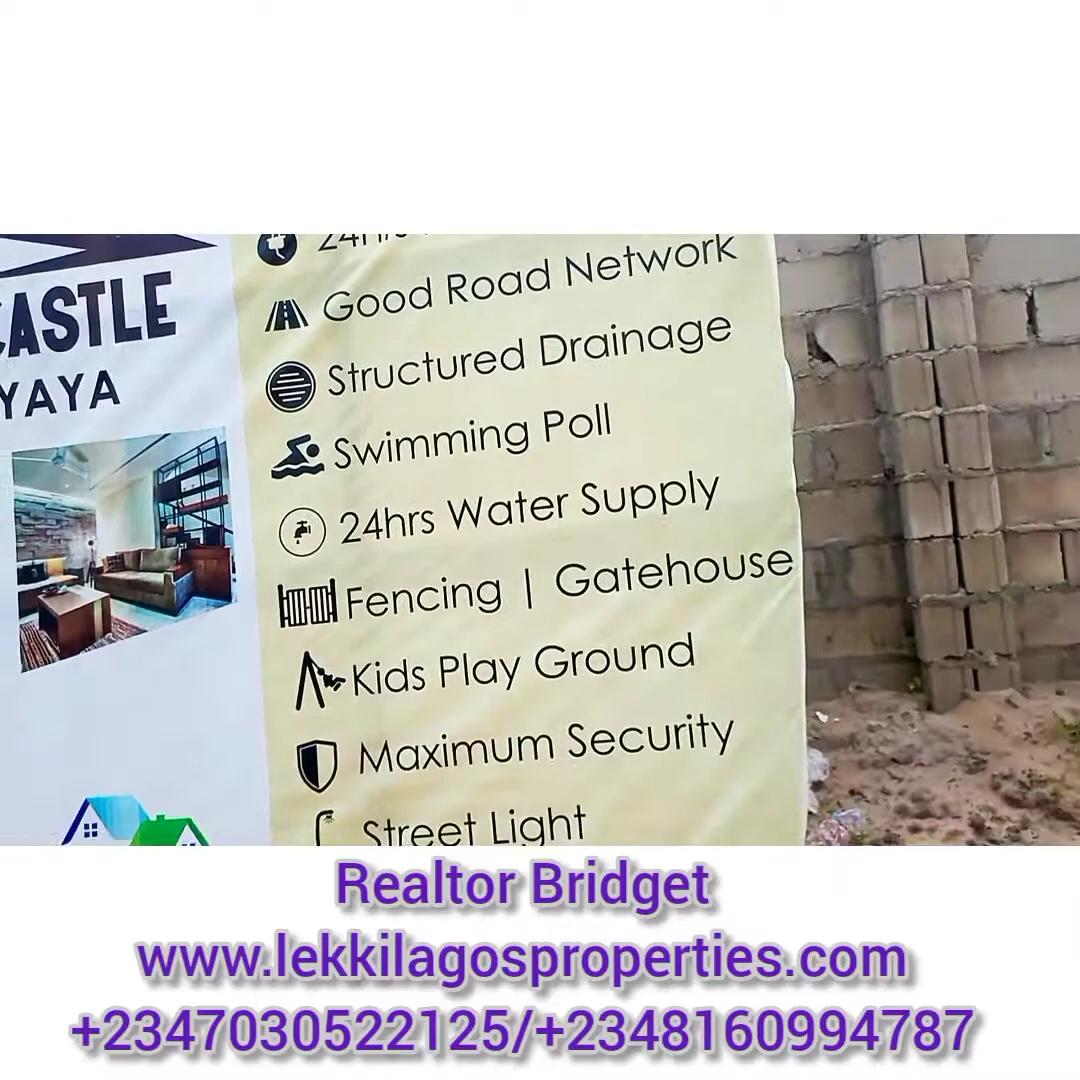 CASTLE
YAYA
Good Road Network
Structured Drainage
Swimming Poll
24hrs Water Supply
Fencing | Gatehouse
Kids Play Ground
Maximum Security
Street Light
Realtor Bridget
www.lekkilagosproperties.com
+2347030522125/+2348160994787